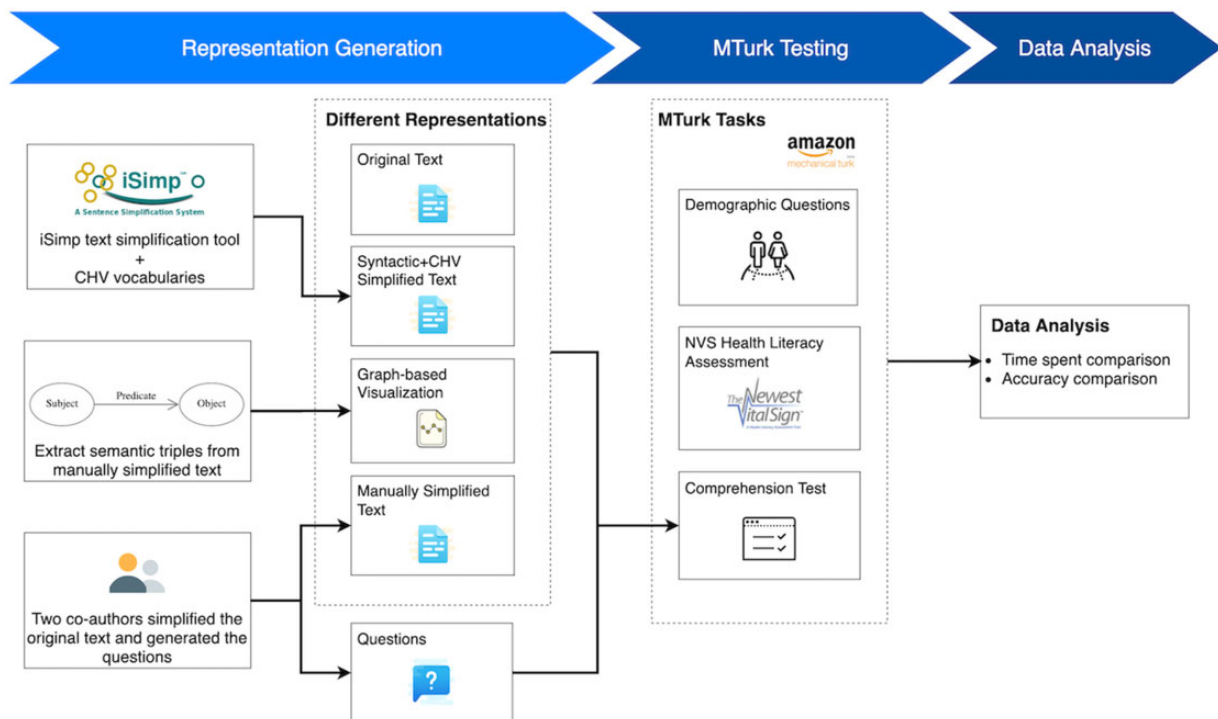 Representation Generation
MTurk Testing
Data Analysis
Different Representations
iSimp
A Sentence Simplification System
iSimp text simplification tool
+
CHV vocabularies
Subject
Predicate
Object
Extract semantic triples from
manually simplified text
Two co-authors simplified the
original text and generated the
questions
Original Text
Syntactic+CHV
Simplified Text
Graph-based
Visualization
Manually Simplified
Text
Questions
?
MTurk Tasks
amazon
mechanical turk
Demographic Questions
NVS Health Literacy
Assessment
The Newest
VitalSign
Comprehension Test
Data Analysis
• Time spent comparison
• Accuracy comparison